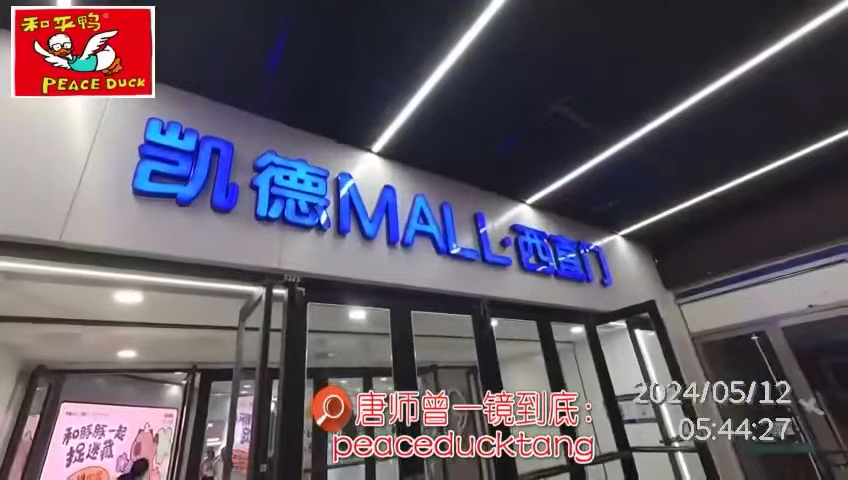 和平鸭
PEACE DUCK
凯德MALL·西直门
和豚豚一起
捉迷藏
唐师曾一镜到底：
peaceducktang
2024/05/12
05:44:27